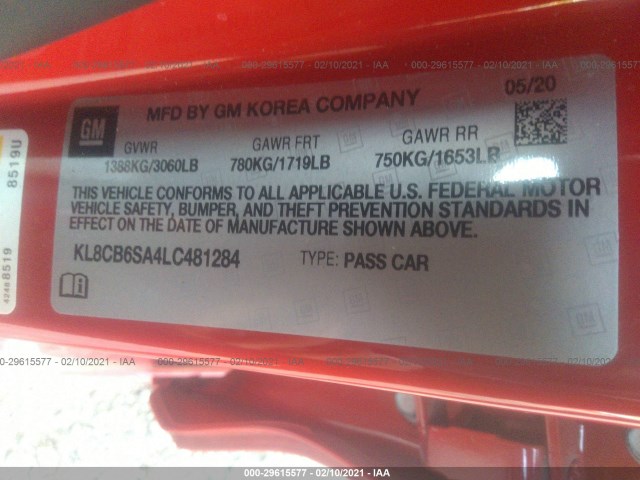 000-29615577 - 02/10/2021 - IAA
MFD BY GM KOREA COMPANY
05/20
GM
GVWR
GAWR FRT
GAWR RR
1388KG/3060LB
780KG/1719LB
750KG/1653LB
THIS VEHICLE CONFORMS TO ALL APPLICABLE U.S. FEDERAL MOTOR
VEHICLE SAFETY, BUMPER, AND THEFT PREVENTION STANDARDS IN
EFFECT ON THE DATE OF MANUFACTURE SHOWN ABOVE.
KL8CB6SA4LC481284
TYPE: PASS CAR
8519U
8519
000-29615577 - 02/10/2021 - IAA
000-29615577 - 02/10/2021 - IAA